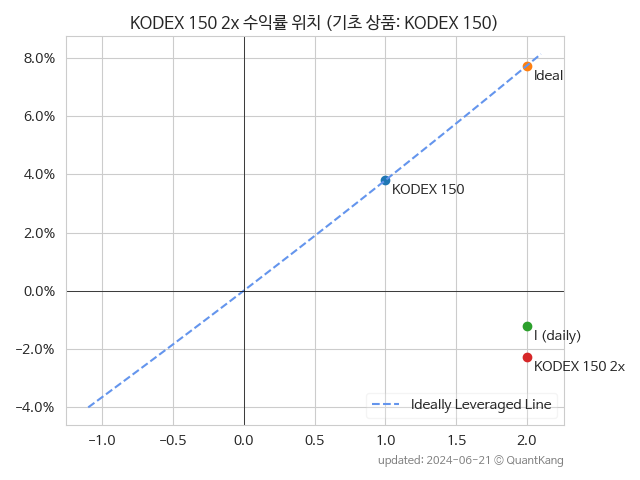 KODEX 150 2x 수익률 위치 (기초 상품: KODEX 150)
8.0%
6.0%
4.0%
2.0%
0.0%
-2.0%
-4.0%
Ideal
KODEX 150
I (daily)
KODEX 150 2x
Ideally Leveraged Line
-1.0 -0.5 0.0 0.5 1.0 1.5 2.0
updated: 2024-06-21 © QuantKang